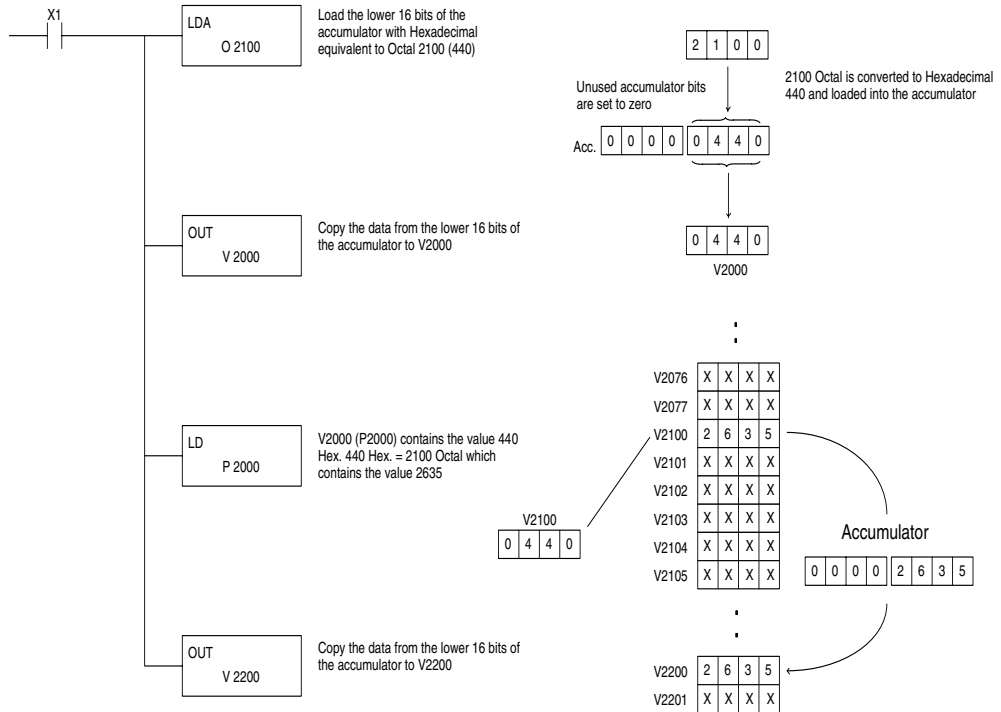 X1
LDA
O 2100
Load the lower 16 bits of the
accumulator with Hexadecimal
equivalent to Octal 2100 (440)
2 1 0 0
2100 Octal is converted to Hexadecimal
440 and loaded into the accumulator
Unused accumulator bits
are set to zero
Acc. 0 0 0 0 0 4 4 0
OUT
V 2000
Copy the data from the lower 16 bits of
the accumulator to V2000
0 4 4 0
V2000
V2076 X X X X
V2077 X X X X
V2100 2 6 3 5
V2101 X X X X
V2102 X X X X
V2103 X X X X
V2104 X X X X
V2105 X X X X
LD
P 2000
V2000 (P2000) contains the value 440
Hex. 440 Hex. = 2100 Octal which
contains the value 2635
V2100
0 4 4 0
Accumulator
0 0 0 0 2 6 3 5
OUT
V 2200
Copy the data from the lower 16 bits of
the accumulator to V2200
V2200 2 6 3 5
V2201 X X X X